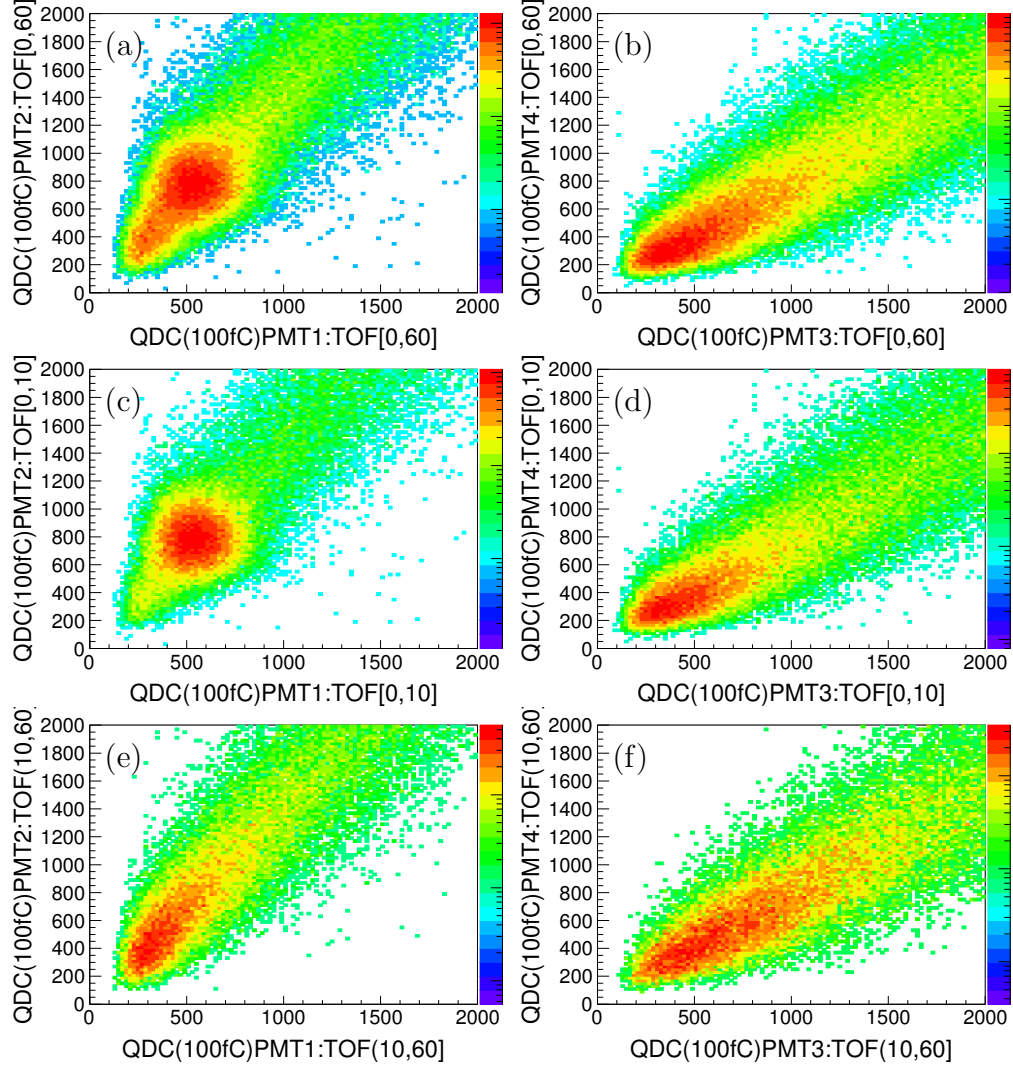 (a)
QDC(100fC)PMT2:TOF[0,60]
2000
1800
1600
1400
1200
1000
800
600
400
200
0
0 500 1000 1500 2000
QDC(100fC)PMT1:TOF[0,60]
(b)
QDC(100fC)PMT4:TOF[0,60]
2000
1800
1600
1400
1200
1000
800
600
400
200
0
0 500 1000 1500 2000
QDC(100fC)PMT3:TOF[0,60]
(c)
QDC(100fC)PMT2:TOF[0,10]
2000
1800
1600
1400
1200
1000
800
600
400
200
0
0 500 1000 1500 2000
QDC(100fC)PMT1:TOF[0,10]
(d)
QDC(100fC)PMT4:TOF[0,10]
2000
1800
1600
1400
1200
1000
800
600
400
200
0
0 500 1000 1500 2000
QDC(100fC)PMT3:TOF[0,10]
(e)
QDC(100fC)PMT2:TOF(10,60]
2000
1800
1600
1400
1200
1000
800
600
400
200
0
0 500 1000 1500 2000
QDC(100fC)PMT1:TOF(10,60]
(f)
QDC(100fC)PMT4:TOF(10,60]
2000
1800
1600
1400
1200
1000
800
600
400
200
0
0 500 1000 1500 2000
QDC(100fC)PMT3:TOF(10,60]